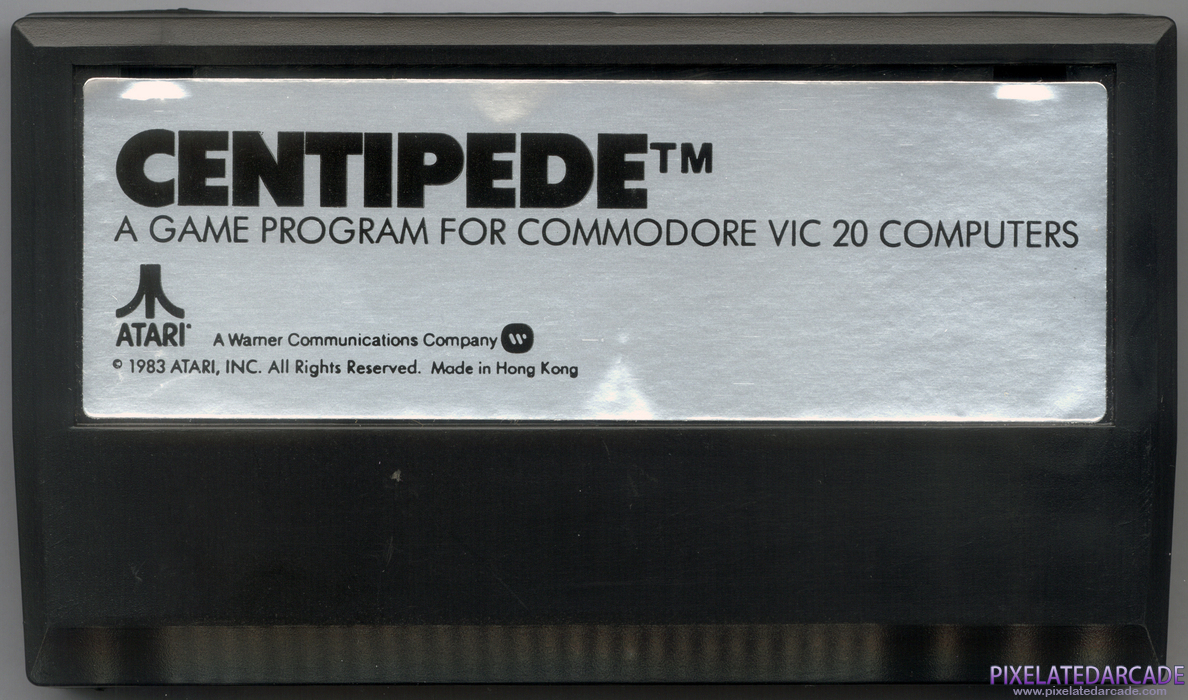 CENTIPEDE™
A GAME PROGRAM FOR COMMODORE VIC 20 COMPUTERS
ATARI® A Warner Communications Company
© 1983 ATARI, INC. All Rights Reserved. Made in Hong Kong
PIXELATEDARCADE
www.pixelatedarcade.com